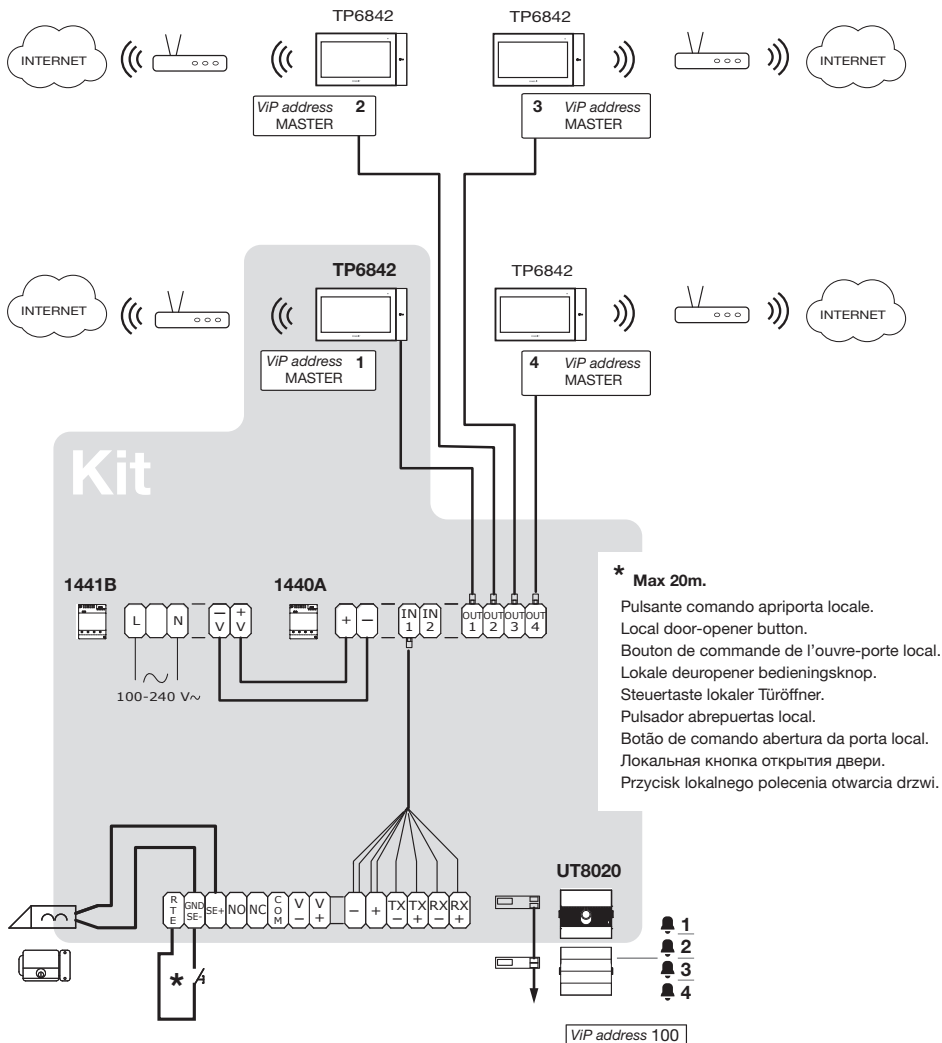 TP6842
TP6842
INTERNET
INTERNET
ViP address 2
MASTER
3 ViP address
MASTER
TP6842
TP6842
INTERNET
INTERNET
ViP address 1
MASTER
4 ViP address
MASTER
Kit
1441B
1440A
L N
– V
+ V
+ –
IN 1
IN 2
OUT 1
OUT 2
OUT 3
OUT 4
100-240 V~
* Max 20m.
Pulsante comando apriporta locale.
Local door-opener button.
Bouton de commande de l’ouvre-porte local.
Lokale deuropener bedieningsknop.
Steuertaste lokaler Türöffner.
Pulsador abrepuertas local.
Botão de comando abertura da porta local.
Локальная кнопка открытия двери.
Przycisk lokalnego polecenia otwarcia drzwi.
UT8020
RTE
GND SE-
SE+
NO
NC
COM
V –
V +
–
+
TX –
TX +
RX –
RX +
*
1
2
3
4
ViP address 100